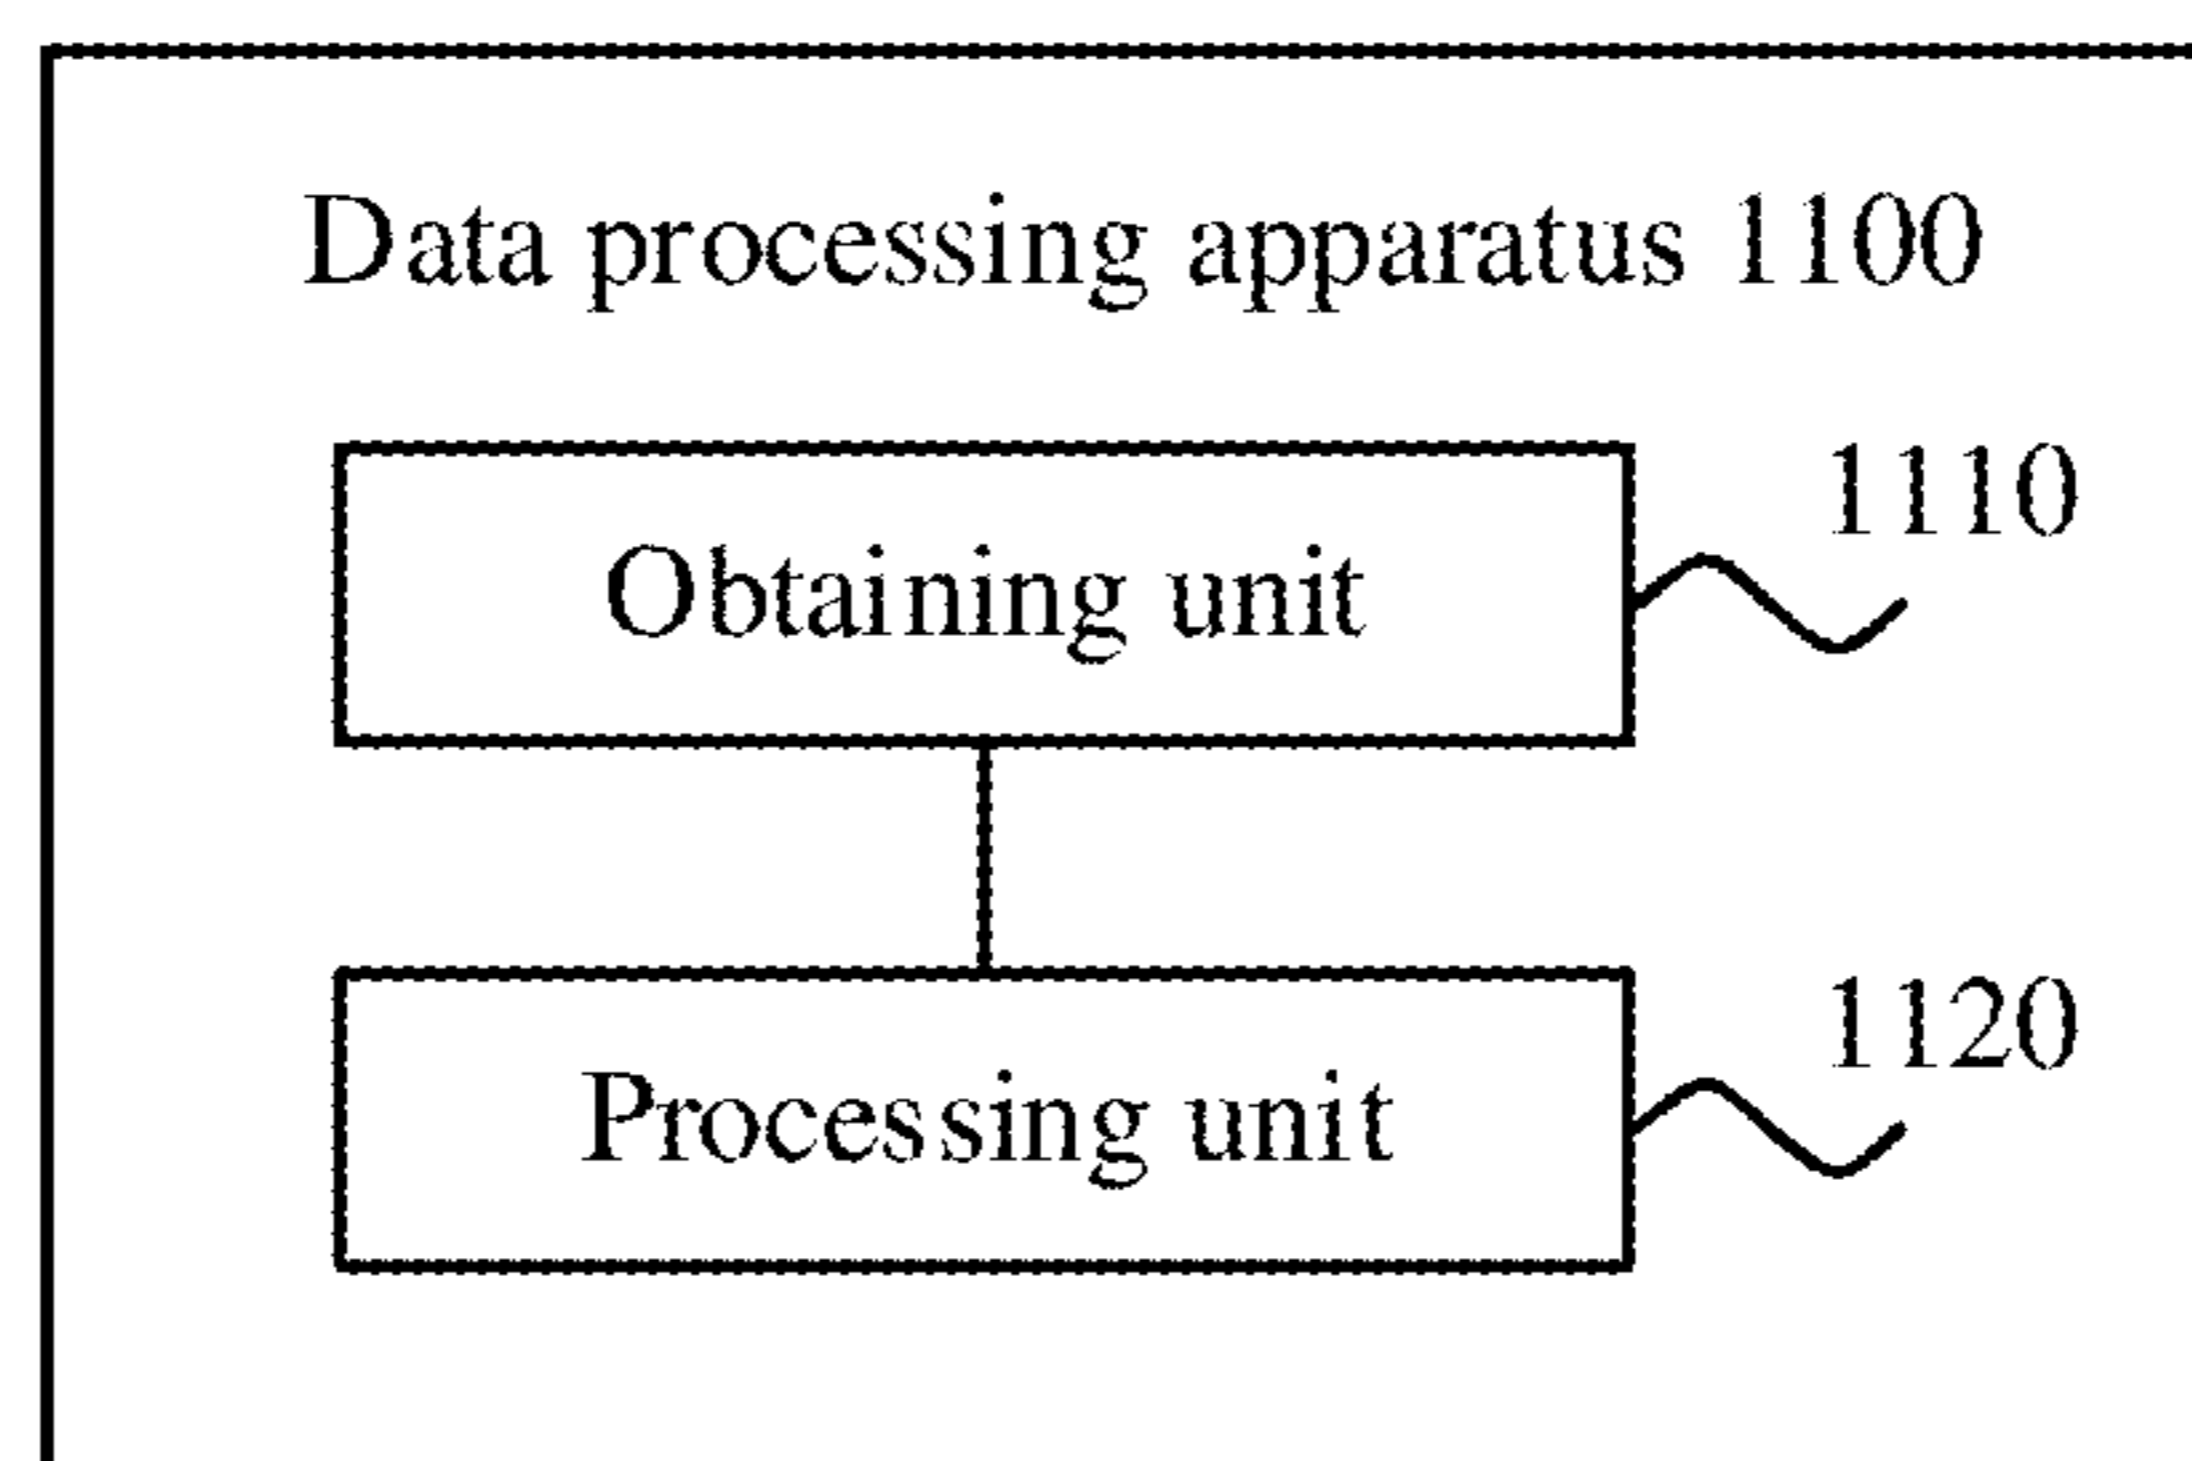 Data processing apparatus 1100
1110
Obtaining unit
1120
Processing unit